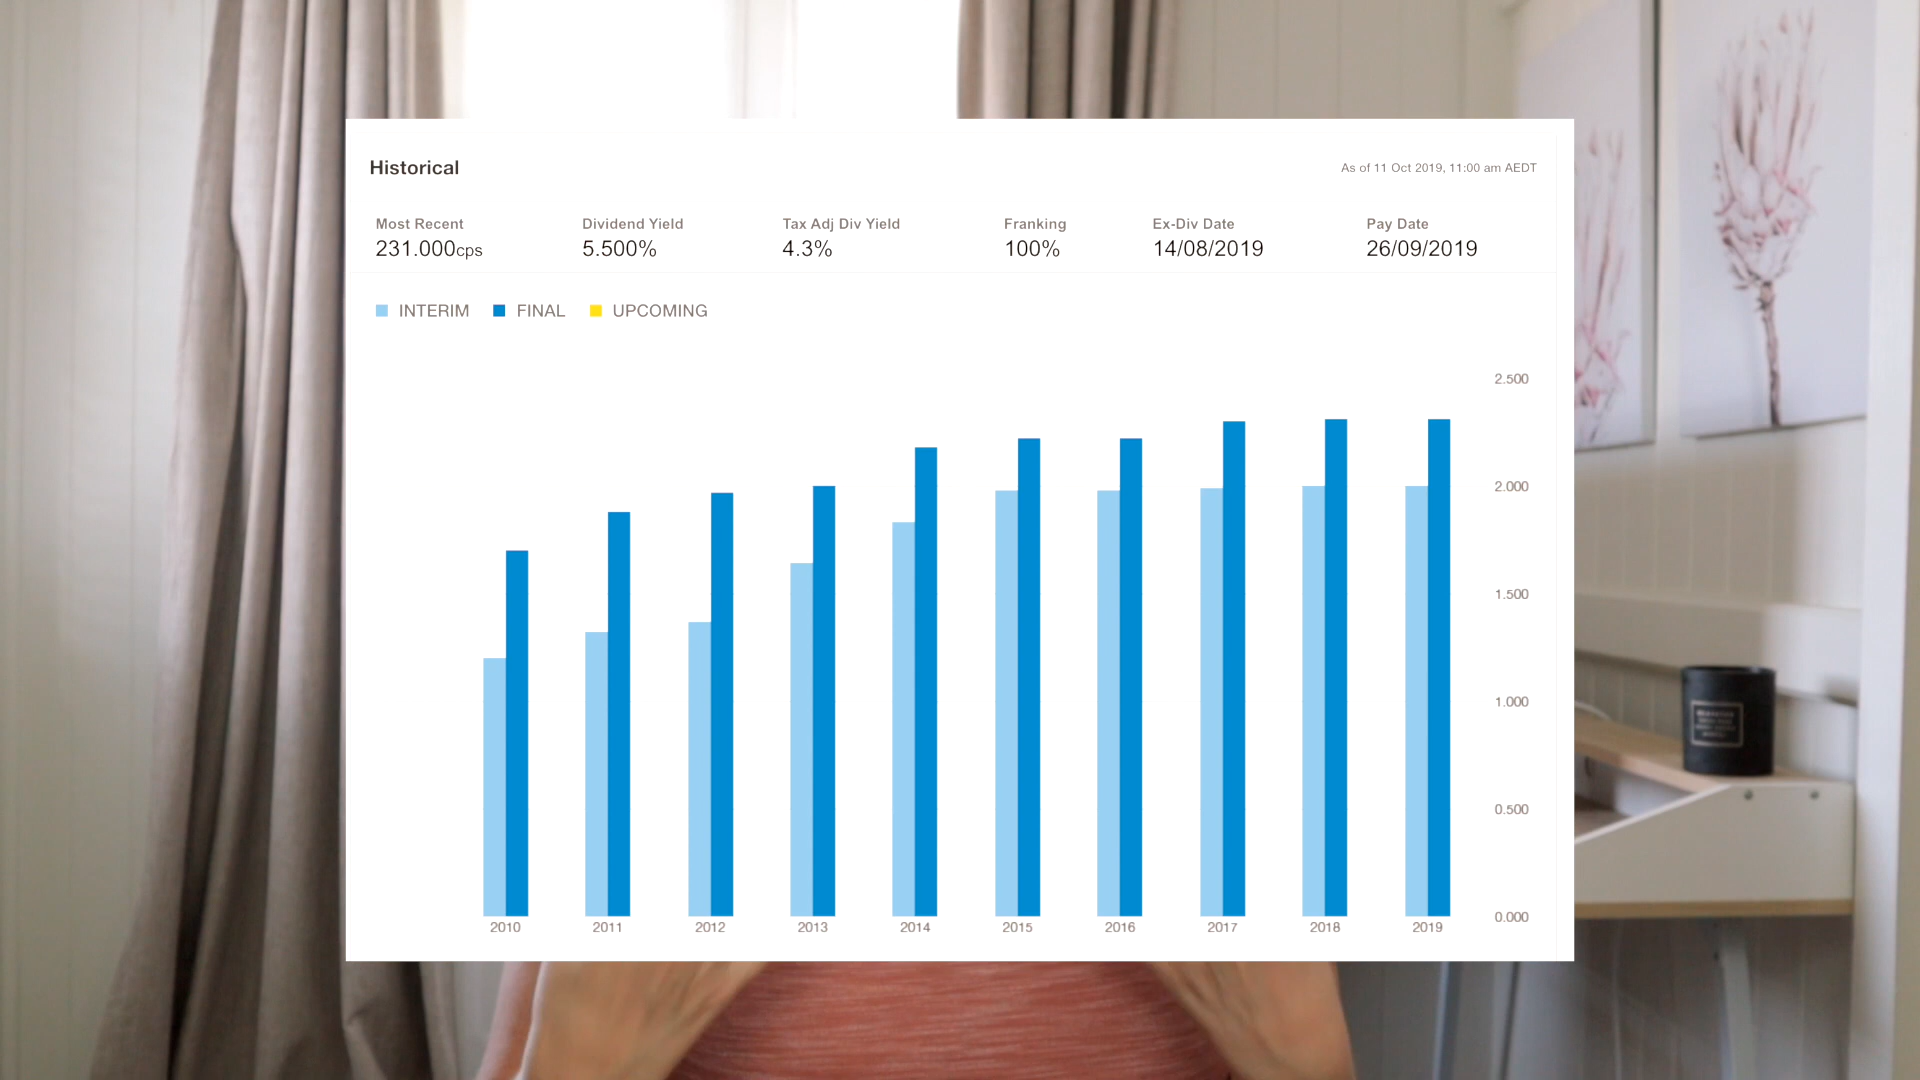 Historical
As of 11 Oct 2019, 11:00 am AEDT
Most Recent Dividend Yield Tax Adj Div Yield Franking Ex-Div Date Pay Date
231.000cps 5.500% 4.3% 100% 14/08/2019 26/09/2019
INTERIM FINAL UPCOMING
2.500
2.000
1.500
1.000
0.500
0.000
2010 2011 2012 2013 2014 2015 2016 2017 2018 2019